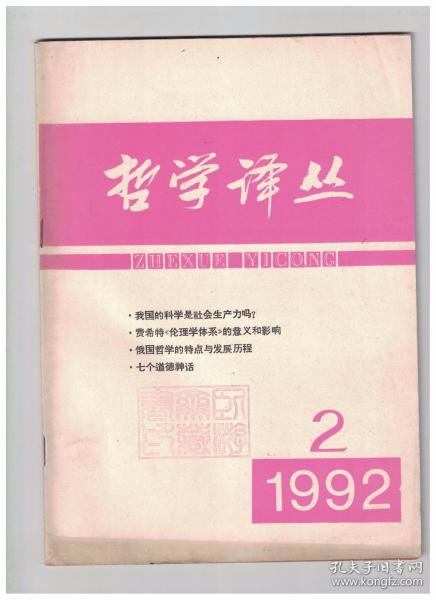 哲学译丛
ZHEXUE YICONG
·我国的科学是社会生产力吗?
·费希特<伦理学体系>的意义和影响
·俄国哲学的特点与发展历程
·七个道德神话
2
1992
孔夫子旧书网
www.kongfz.com